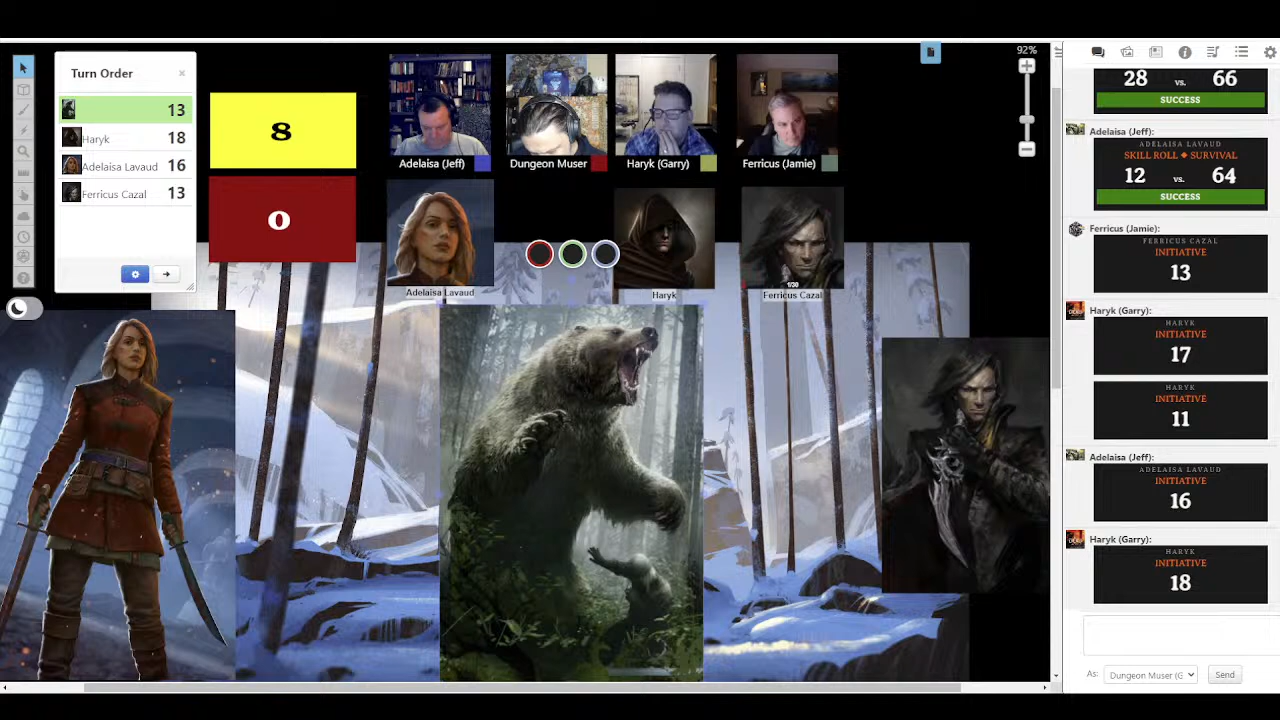 Turn Order ×
13
Haryk 18
Adelaisa Lavaud 16
Ferricus Cazal 13
8
0
Adelaisa (Jeff)
Dungeon Muser
Haryk (Garry)
Ferricus (Jamie)
Adelaisa Lavaud
Haryk
1/30
Ferricus Cazal
92%
28 vs. 66
SUCCESS
Adelaisa (Jeff):
ADELAISA LAVAUD
SKILL ROLL ◆ SURVIVAL
12 vs. 64
SUCCESS
Ferricus (Jamie):
FERRICUS CAZAL
INITIATIVE
13
Haryk (Garry):
HARYK
INITIATIVE
17
HARYK
INITIATIVE
11
Adelaisa (Jeff):
ADELAISA LAVAUD
INITIATIVE
16
Haryk (Garry):
HARYK
INITIATIVE
18
As: Dungeon Muser (G Send